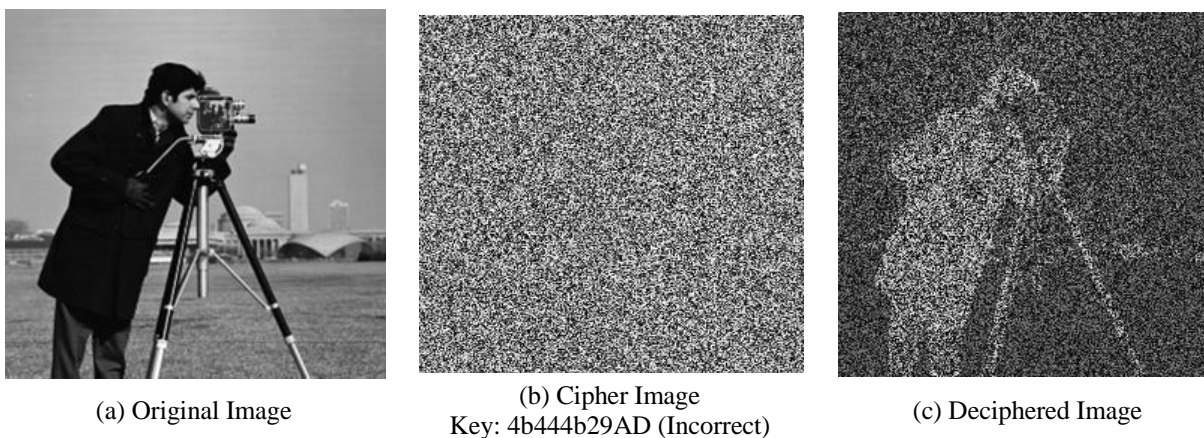 (a) Original Image
(b) Cipher Image
Key: 4b444b29AD (Incorrect)
(c) Deciphered Image